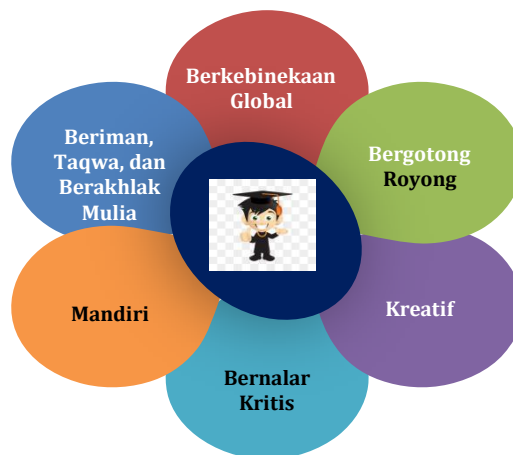 Berkebinekaan
Global
Beriman,
Taqwa, dan
Berakhlak
Mulia
Bergotong
Royong
Mandiri
Kreatif
Bernalar
Kritis